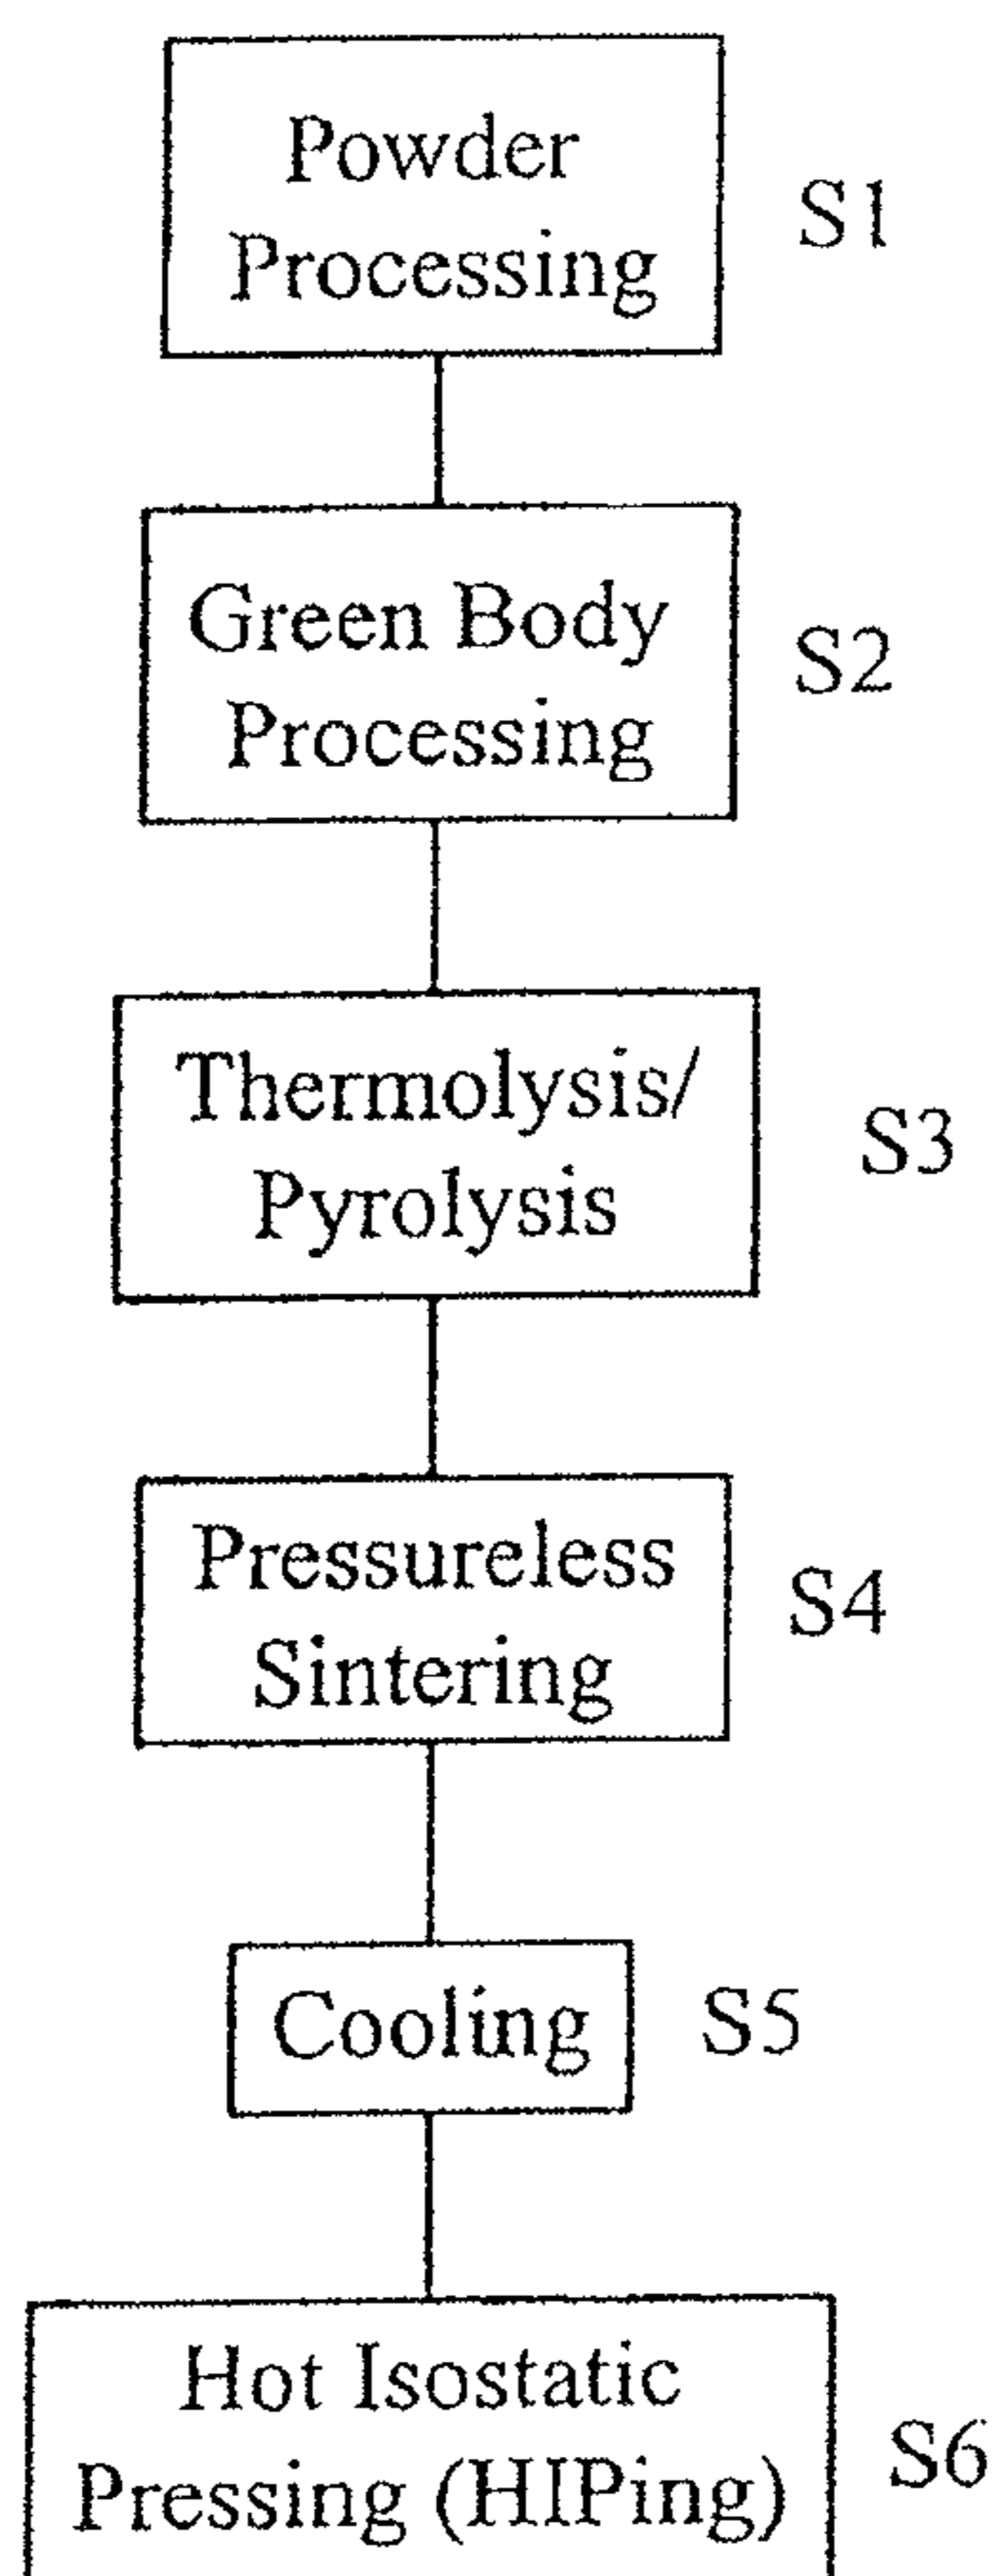 Powder
Processing
S1
Green Body
Processing
S2
Thermolysis/
Pyrolysis
S3
Pressureless
Sintering
S4
Cooling
S5
Hot Isostatic
Pressing (HIPing)
S6